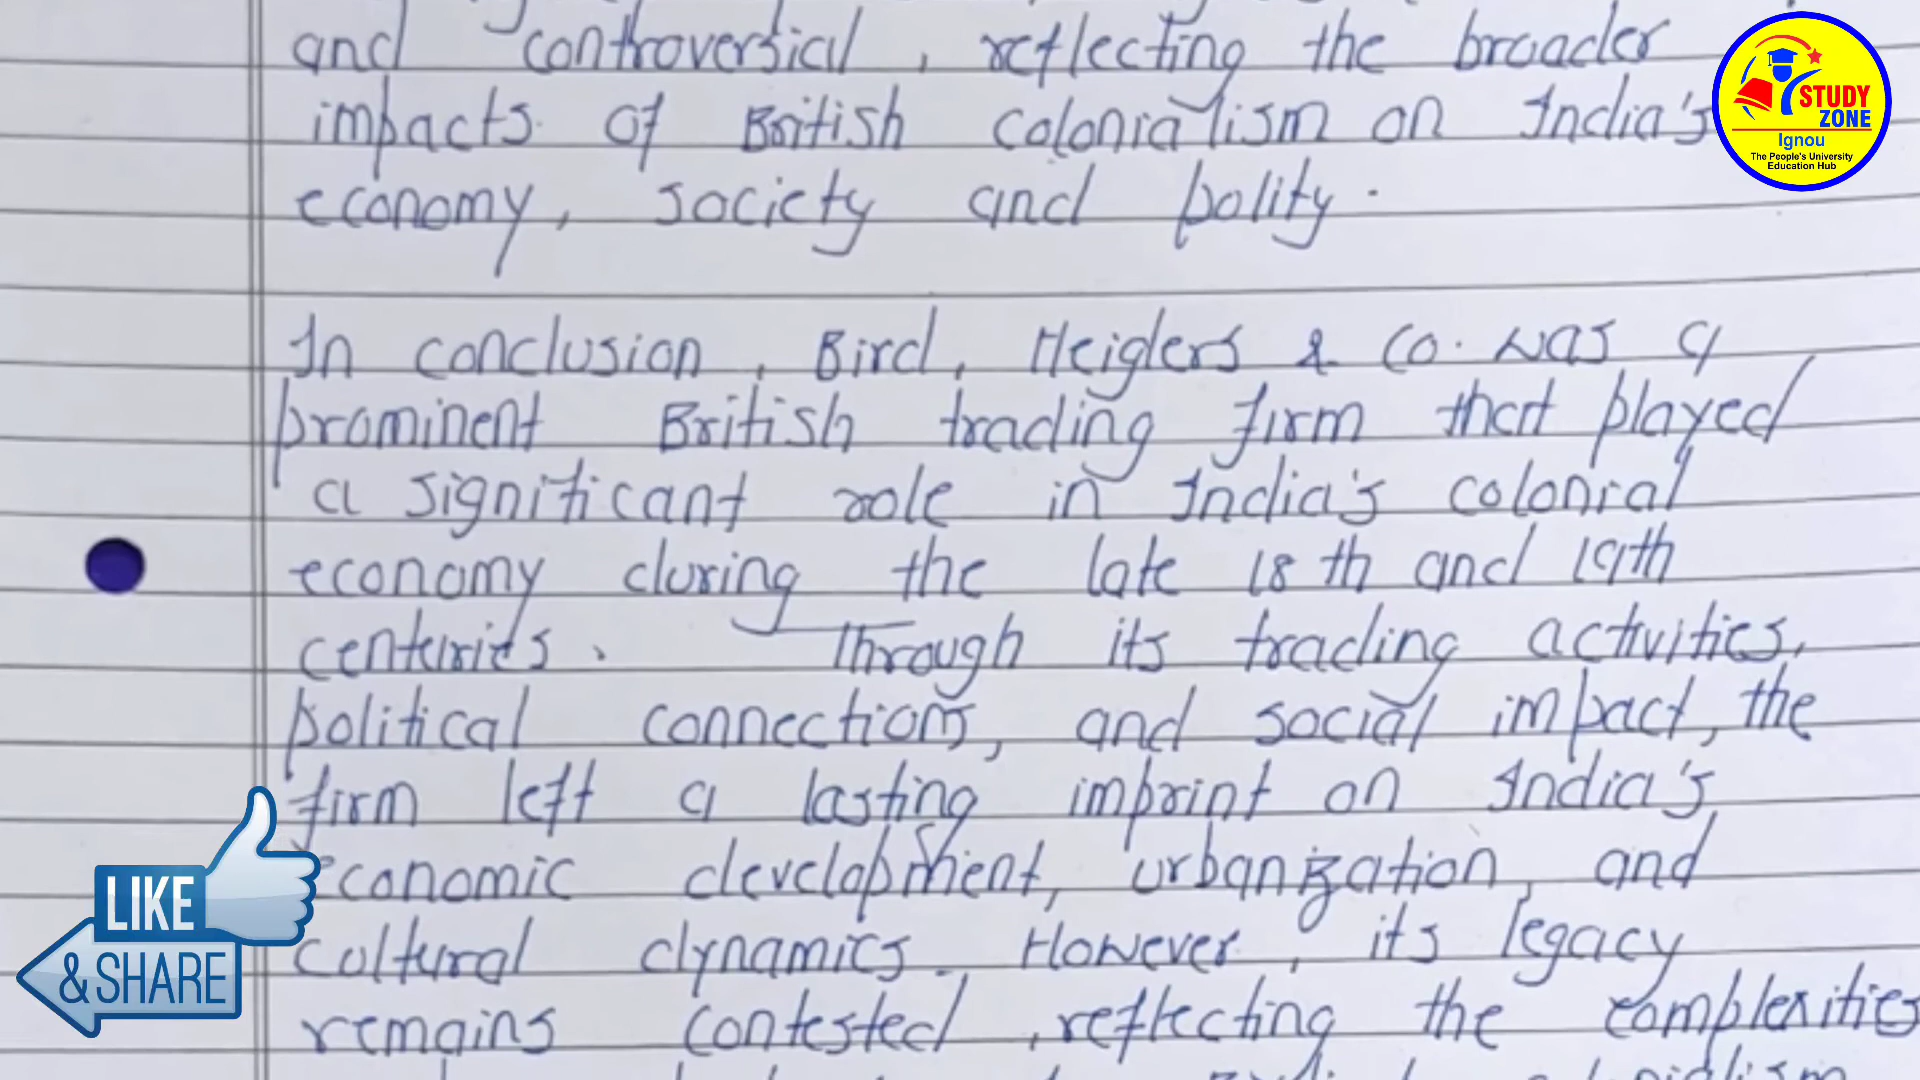 and controversial, reflecting the broader
impacts of British colonialism on India's
economy, society and polity.
In conclusion, Bird, Heiglers & Co. was a
prominent British trading firm that played
a significant role in India's colonial
economy during the late 18th and 19th
centuries. Through its trading activities,
political connections, and social impact, the
firm left a lasting imprint on India's
economic development, urbanization, and
cultural dynamics. However, its legacy
remains contested, reflecting the complexities
STUDY
ZONE
Ignou
The People's University
Education Hub
LIKE
& SHARE